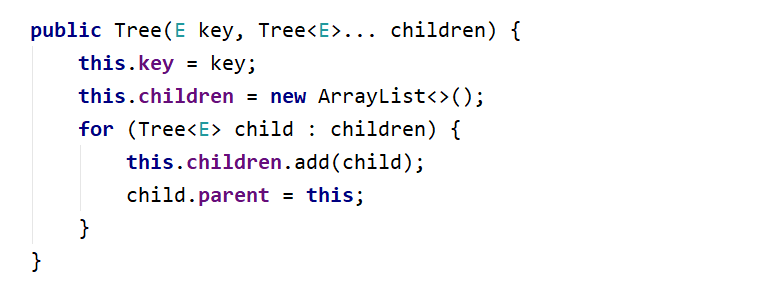 public Tree(E key, Tree<E>... children) {
    this.key = key;
    this.children = new ArrayList<>();
    for (Tree<E> child : children) {
        this.children.add(child);
        child.parent = this;
    }
}